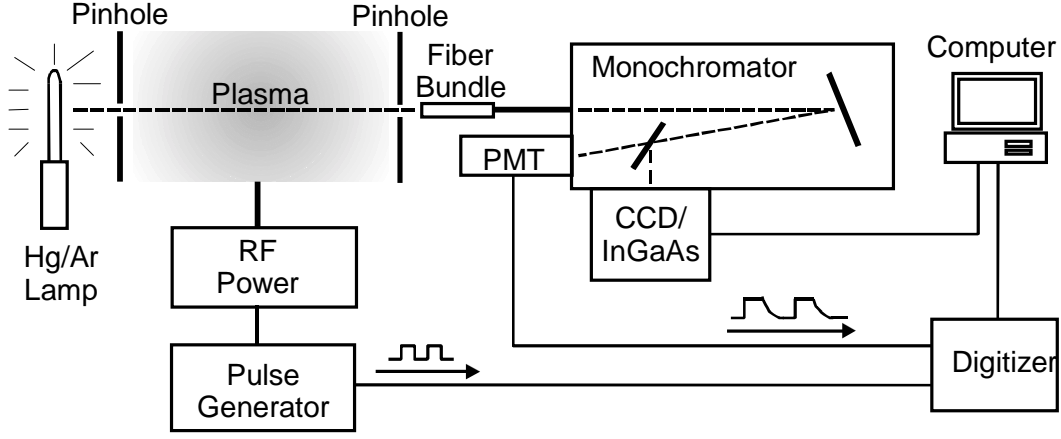 Pinhole
Pinhole
Fiber
Bundle
Computer
Monochromator
Plasma
PMT
CCD/
InGaAs
Hg/Ar
Lamp
RF
Power
Pulse
Generator
Digitizer